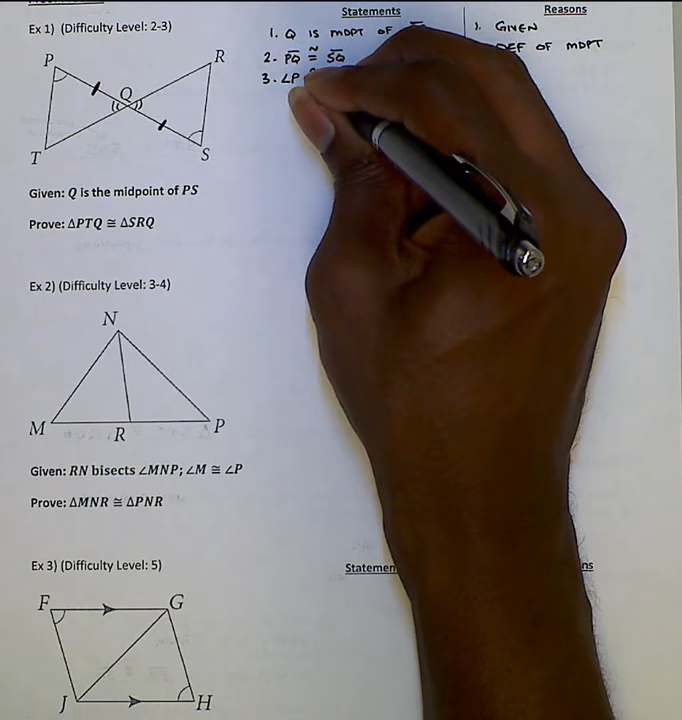 Statements
Reasons
Ex 1) (Difficulty Level: 2-3)
1. Q IS MDPT OF
1. GIVEN
2. PQ ≅ SQ
DEF OF MDPT
3. ∠P
P
R
Q
T
S
Given: Q is the midpoint of PS
Prove: ΔPTQ ≅ ΔSRQ
Ex 2) (Difficulty Level: 3-4)
N
M
R
P
Given: RN bisects ∠MNP; ∠M ≅ ∠P
Prove: ΔMNR ≅ ΔPNR
Ex 3) (Difficulty Level: 5)
F
G
J
H